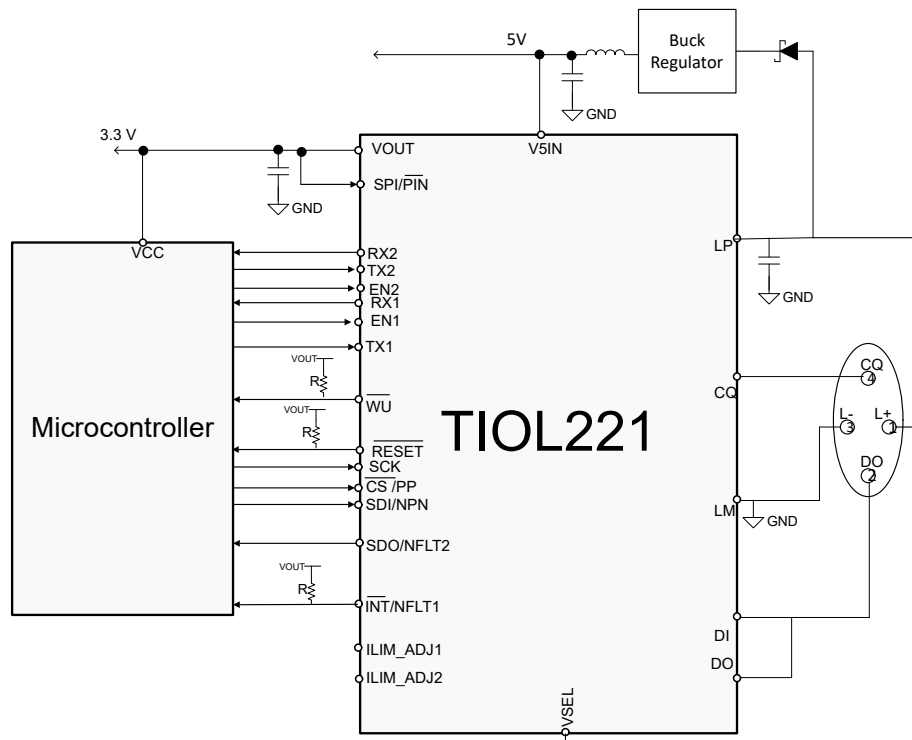 5V
Buck
Regulator
GND
3.3 V
VOUT
V5IN
SPI/PIN
GND
VCC
LP
RX2
TX2
EN2
RX1
EN1
TX1
GND
VOUT
R
CQ
CQ
4
WU
VOUT
R
Microcontroller
TIOL221
L-
3
L+
1
RESET
SCK
DO
2
CS/PP
SDI/NPN
LM
GND
SDO/NFLT2
VOUT
R
INT/NFLT1
DI
ILIM_ADJ1
DO
ILIM_ADJ2
VSEL